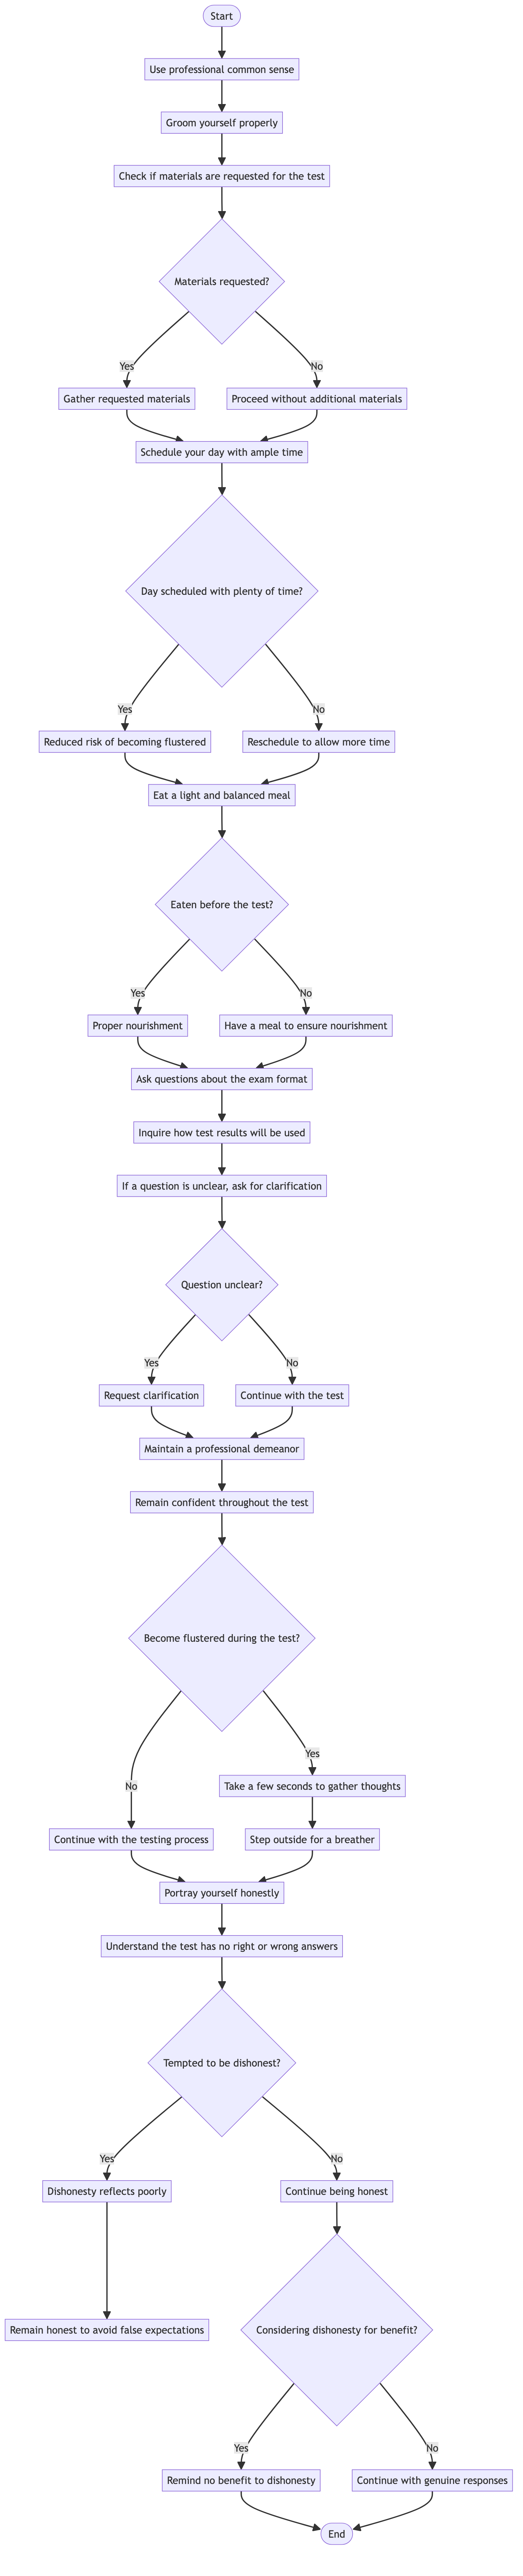 Start
Use professional common sense
Groom yourself properly
Check if materials are requested for the test
Materials requested?
Yes
No
Gather requested materials
Proceed without additional materials
Schedule your day with ample time
Day scheduled with plenty of time?
Yes
No
Reduced risk of becoming flustered
Reschedule to allow more time
Eat a light and balanced meal
Eaten before the test?
Yes
No
Proper nourishment
Have a meal to ensure nourishment
Ask questions about the exam format
Inquire how test results will be used
If a question is unclear, ask for clarification
Question unclear?
Yes
No
Request clarification
Continue with the test
Maintain a professional demeanor
Remain confident throughout the test
Become flustered during the test?
Yes
No
Take a few seconds to gather thoughts
Continue with the testing process
Step outside for a breather
Portray yourself honestly
Understand the test has no right or wrong answers
Tempted to be dishonest?
Yes
No
Dishonesty reflects poorly
Continue being honest
Remain honest to avoid false expectations
Considering dishonesty for benefit?
Yes
No
Remind no benefit to dishonesty
Continue with genuine responses
End